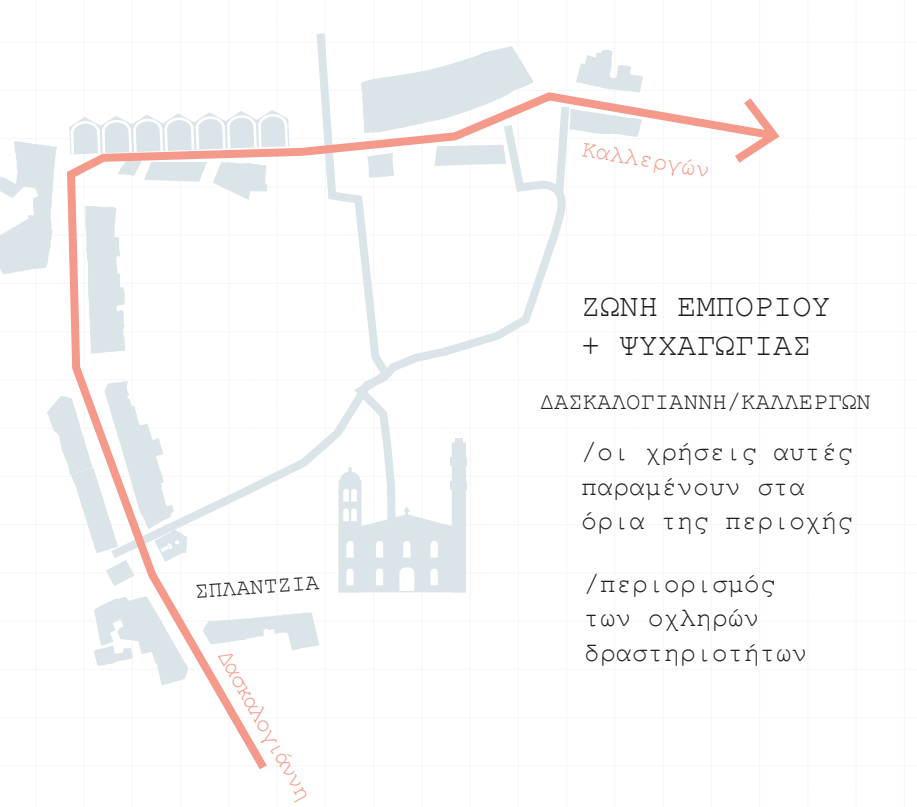 Καλλεργών
ΖΩΝΗ ΕΜΠΟΡΙΟΥ
+ ΨΥΧΑΓΩΓΙΑΣ
ΔΑΣΚΑΛΟΓΙΑΝΝΗ/ΚΑΛΛΕΡΓΩΝ
/οι χρήσεις αυτές
παραμένουν στα
όρια της περιοχής
/περιορισμός
των οχληρών
δραστηριοτήτων
ΣΠΛΑΝΤΖΙΑ
Δασκαλογιάννη